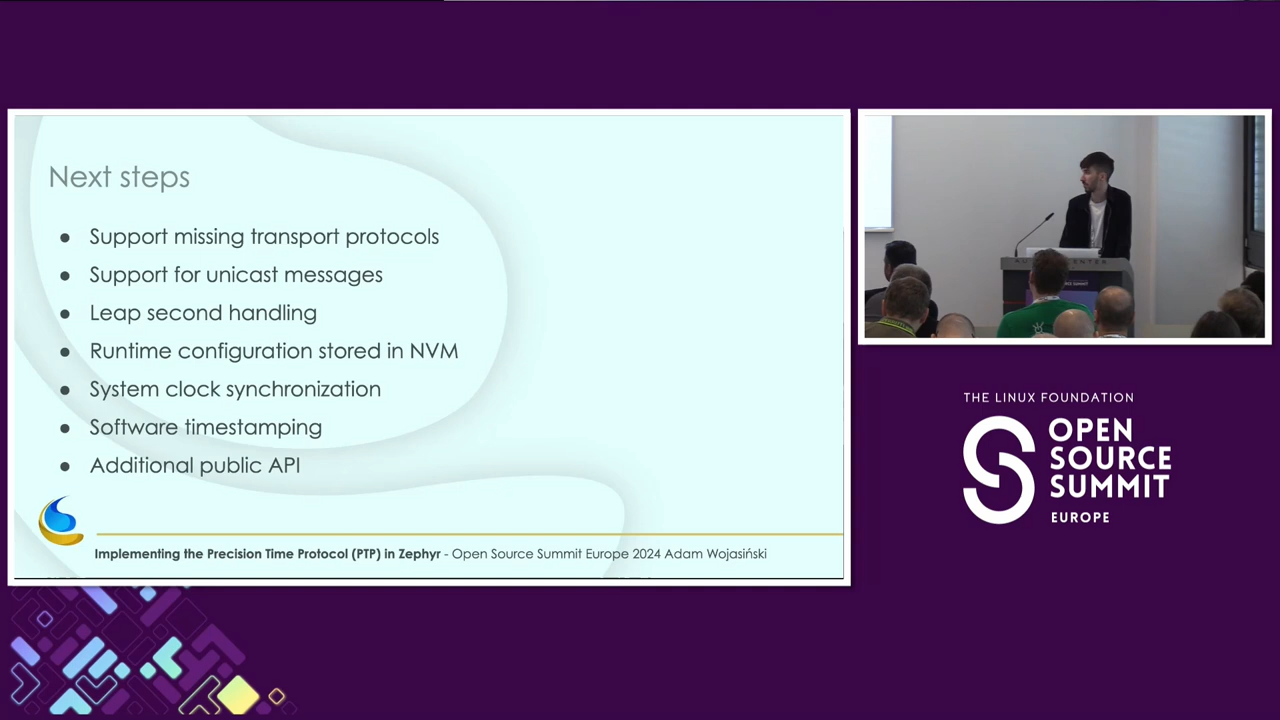 Next steps
● Support missing transport protocols
● Support for unicast messages
● Leap second handling
● Runtime configuration stored in NVM
● System clock synchronization
● Software timestamping
● Additional public API
Implementing the Precision Time Protocol (PTP) in Zephyr - Open Source Summit Europe 2024 Adam Wojasiński
THE LINUX FOUNDATION
OPEN
SOURCE
SUMMIT
EUROPE